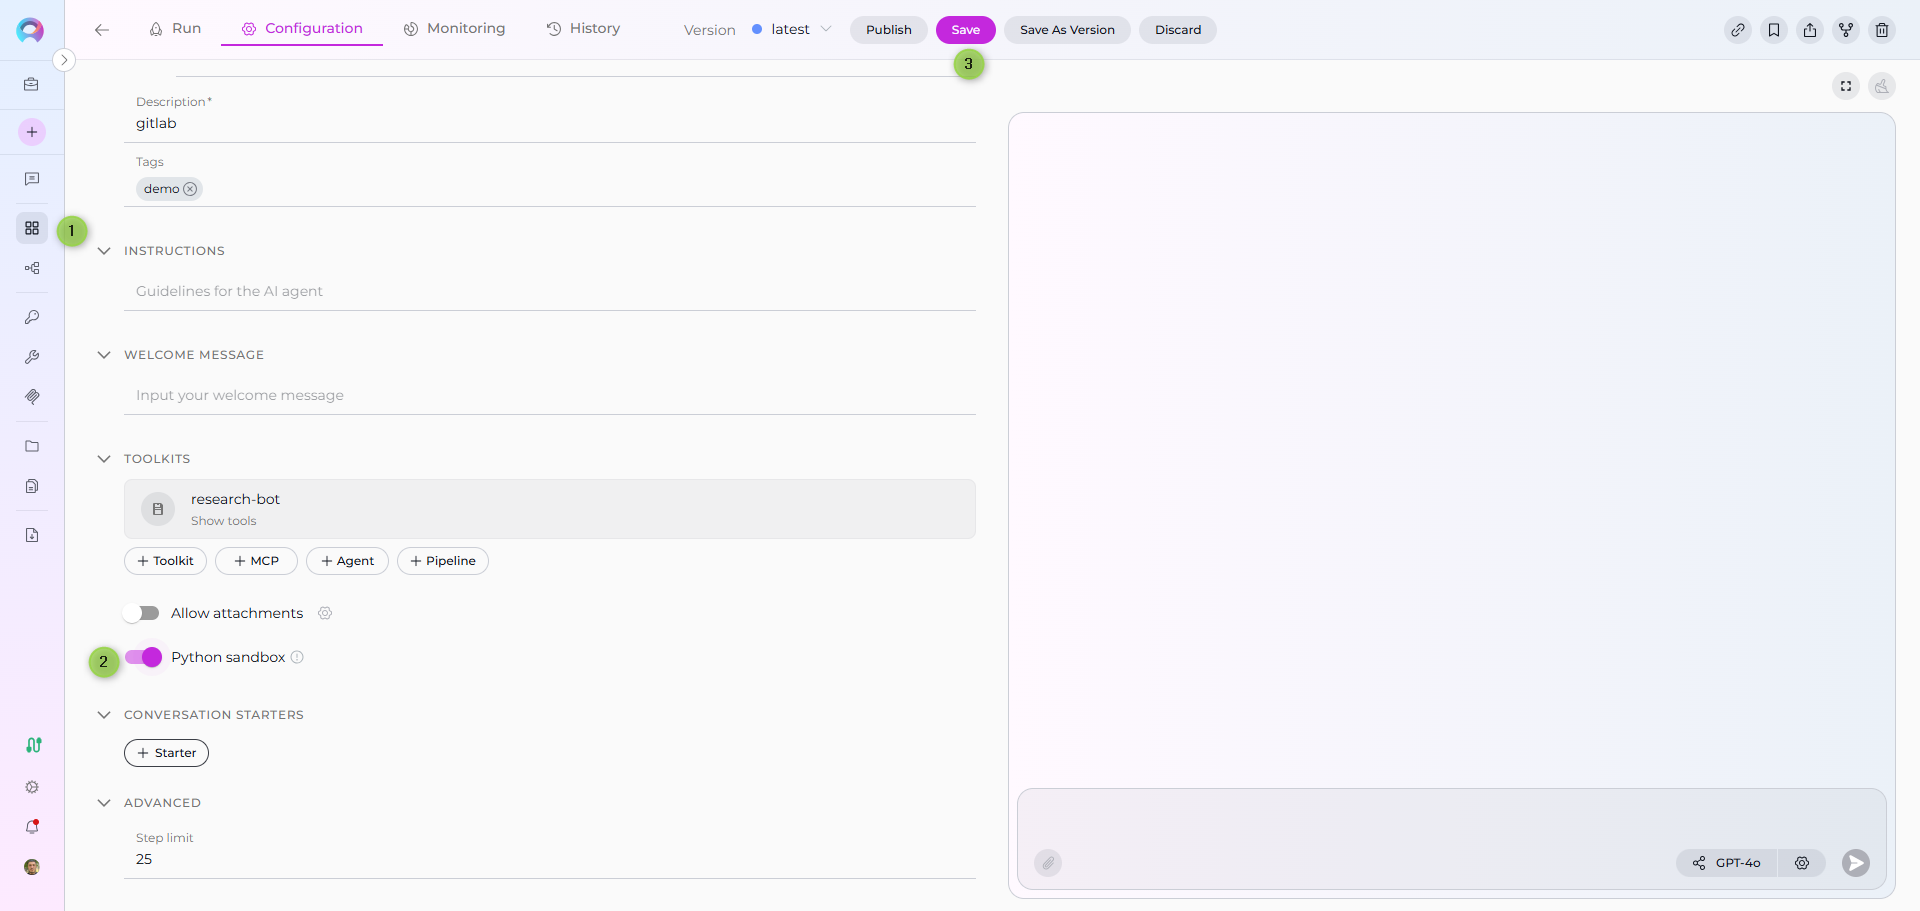 Run
Configuration
Monitoring
History
Version
latest
Publish
Save
Save As Version
Discard
3
Description*
gitlab
Tags
demo
1
INSTRUCTIONS
Guidelines for the AI agent
WELCOME MESSAGE
Input your welcome message
TOOLKITS
research-bot
Show tools
+ Toolkit
+ MCP
+ Agent
+ Pipeline
Allow attachments
2
Python sandbox
CONVERSATION STARTERS
+ Starter
ADVANCED
Step limit
25
GPT-4o